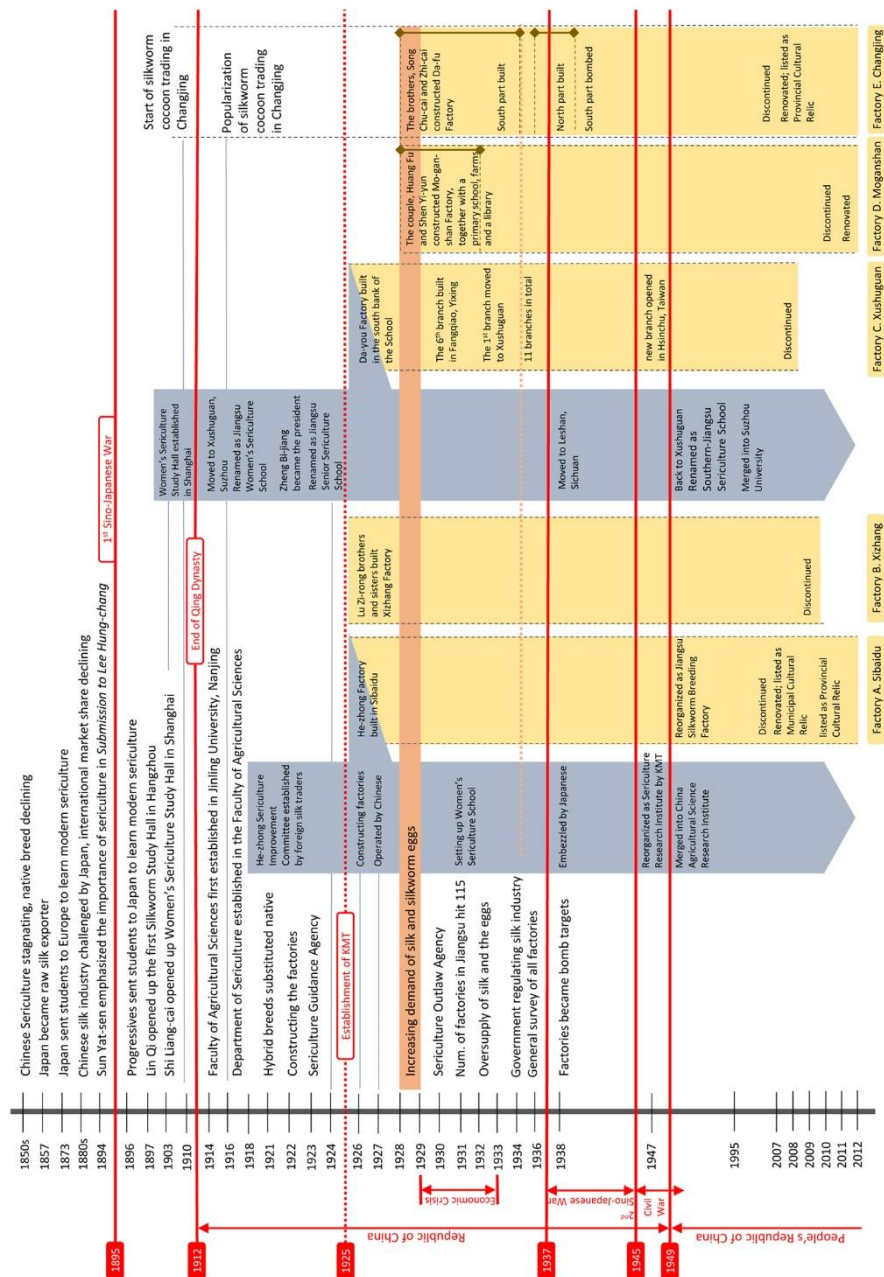 1850s
1857
1873
1880s
1894
1895
1896
1897
1903
1910
1912
1914
1916
1918
1921
1922
1923
1924
1925
1926
1927
1928
1929
1930
1931
1932
1933
1934
1936
1937
1938
1945
1947
1949
1995
2007
2008
2009
2010
2012
Republic of China
People's Republic of China
Economic Crisis
2nd
Sino-Japanese War
Civil
War
Chinese Sericulture stagnating, native breed declining
Japan became raw silk exporter
Japan sent students to Europe to learn modern sericulture
Chinese silk industry challenged by Japan, international market share declining
Sun Yat-sen emphasized the importance of sericulture in Submission to Lee Hung-chang
1st Sino-Japanese War
Progressives sent students to Japan to learn modern sericulture
Lin Qi opened up the first Silkworm Study Hall in Hangzhou
Shi Liang-cai opened up Women's Sericulture Study Hall in Shanghai
End of Qing Dynasty
Faculty of Agricultural Sciences first established in Jinling University, Nanjing
Department of Sericulture established in the Faculty of Agricultural Sciences
Hybrid breeds substituted native
Constructing the factories
Sericulture Guidance Agency
Establishment of KMT
Increasing demand of silk and silkworm eggs
Sericulture Outlaw Agency
Num. of factories in Jiangsu hit 115
Oversupply of silk and the eggs
Government regulating silk industry
General survey of all factories
Factories became bomb targets
He-zhong Sericulture
Improvement
Committee established
by foreign silk traders
Constructing factories
Operated by Chinese
Setting up Women's
Sericulture School
Embezzled by Japanese
Reorganized as Sericulture
Research Institute by KMT
Merged into China
Agricultural Science
Research Institute
He-zhong Factory
built in Sibaidu
Reorganized as Jiangsu
Silkworm Breeding
Factory
Discontinued
Renovated; listed as
Municipal Cultural
Relic
listed as Provincial
Cultural Relic
Factory A. Sibaidu
Lu Zi-rong brothers
and sisters built
Xizhang Factory
Discontinued
Factory B. Xizhang
Women's Sericulture
Study Hall established
in Shanghai
Moved to Xushuguan,
Suzhou
Renamed as Jiangsu
Women's Sericulture
School
Zheng Bi-jiang
became the president
Renamed as Jiangsu
Senior Sericulture
School
Moved to Leshan,
Sichuan
Back to Xushuguan
Renamed as
Southern-Jiangsu
Sericulture School
Merged into Suzhou
University
Da-you Factory built
in the south bank of
the School
The 6th branch built
in Fangqiao, Yixing
The 1st branch moved
to Xushuguan
11 branches in total
new branch opened
in Hsinchu, Taiwan
Discontinued
Factory C. Xushuguan
The couple, Huang Fu
and Shen Yi-yun
constructed Mo-gan-
shan Factory,
together with a
primary school, farms
and a library
Discontinued
Renovated
Factory D. Moganshan
Start of silkworm
cocoon trading in
Changjing
Popularization
of silkworm
cocoon trading
in Changjing
The brothers, Song
Chu-cai and Zhi-cai
constructed Da-fu
Factory
South part built
North part built
South part bombed
Discontinued
Renovated; listed as
Provincial Cultural
Relic
Factory E. Changjing